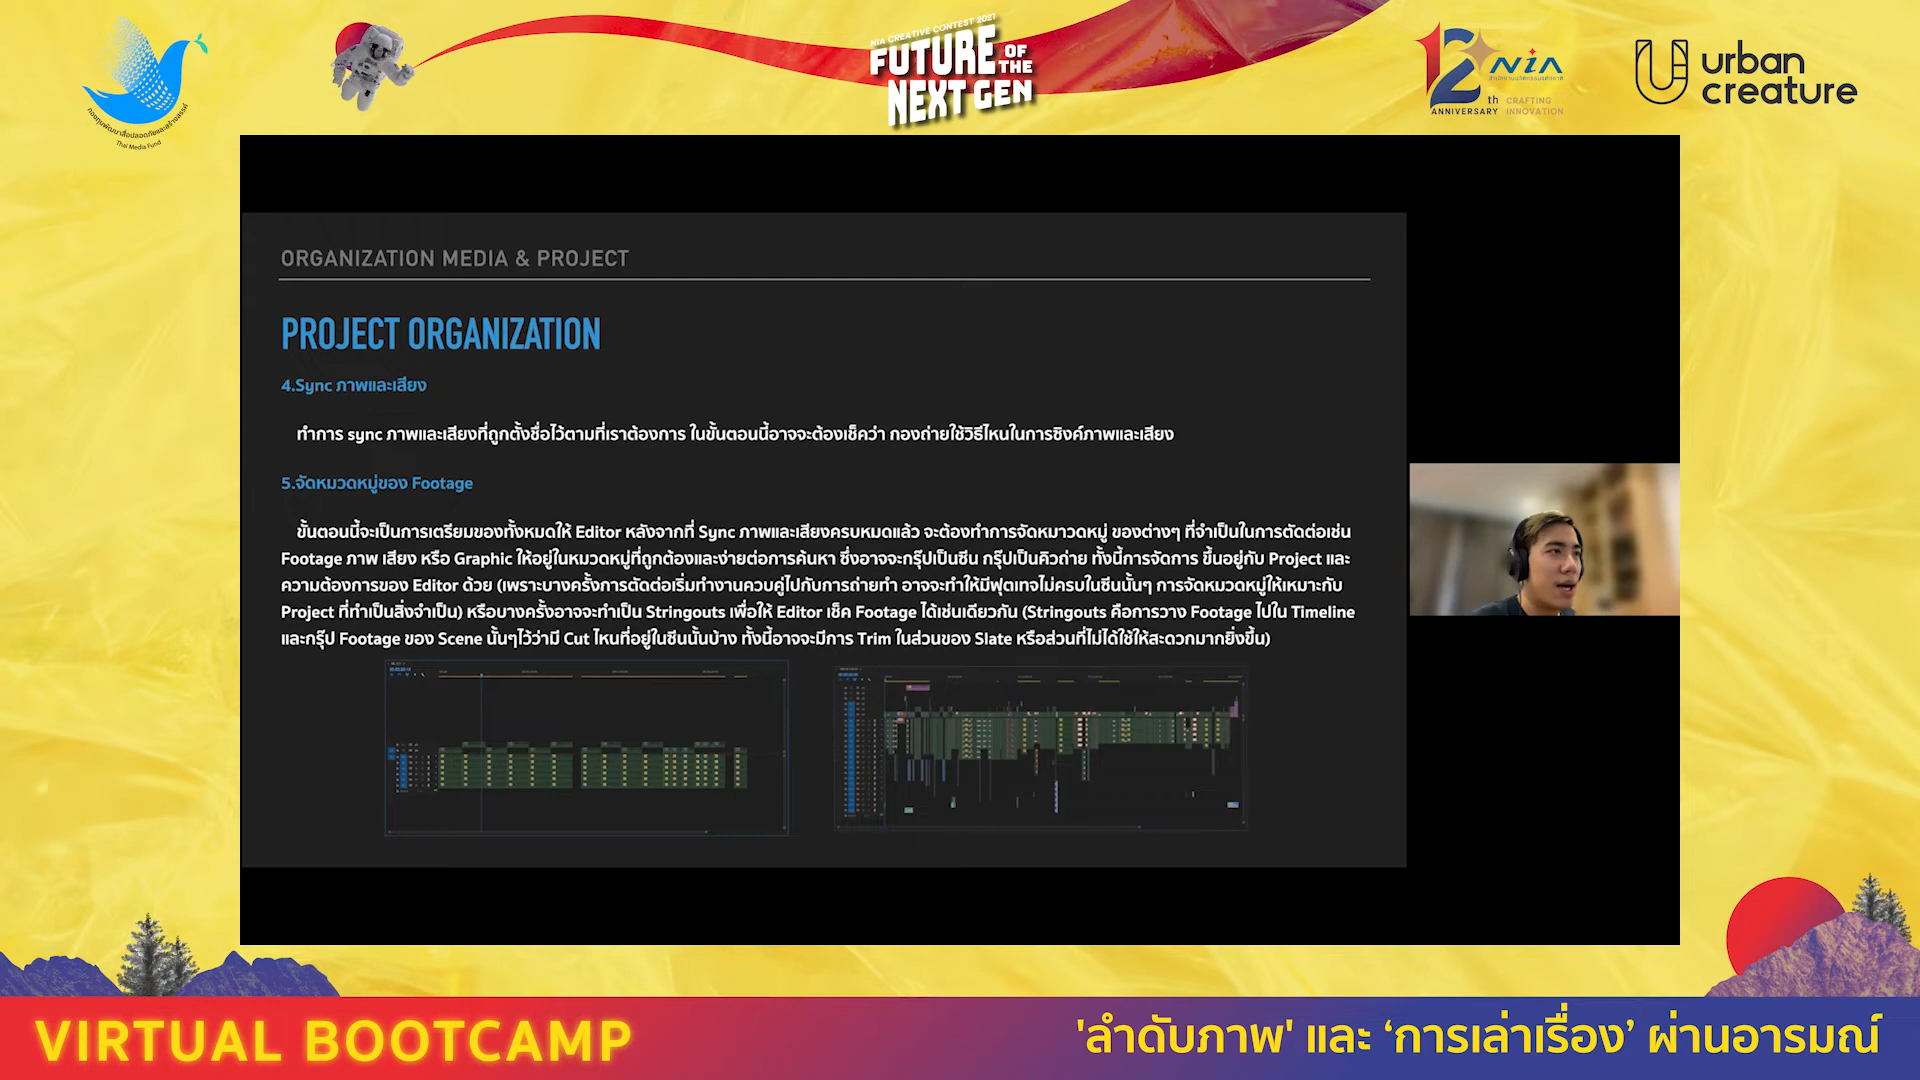 กองทุนพัฒนาสื่อปลอดภัยและสร้างสรรค์
Thai Media Fund
NIA CREATIVE CONTEST 2021
FUTURE OF THE
NEXT GEN
12 th
ANNIVERSARY
NIA
CRAFTING
INNOVATION
urban
creature
ORGANIZATION MEDIA & PROJECT
PROJECT ORGANIZATION
4.Sync ภาพและเสียง
ทำการ sync ภาพและเสียงที่ถูกตั้งชื่อไว้ตามที่เราต้องการ ในขั้นตอนนี้อาจจะต้องเช็คว่า กองถ่ายใช้วิธีไหนในการซิงค์ภาพและเสียง
5.จัดหมวดหมู่ของ Footage
ขั้นตอนนี้จะเป็นการเตรียมของทั้งหมดให้ Editor หลังจากที่ Sync ภาพและเสียงครบหมดแล้ว จะต้องทำการจัดหมาวดหมู่ ของต่างๆ ที่จำเป็นในการตัดต่อเช่น
Footage ภาพ เสียง หรือ Graphic ให้อยู่ในหมวดหมู่ที่ถูกต้องและง่ายต่อการค้นหา ซึ่งอาจจะกรุ๊ปเป็นซีน กรุ๊ปเป็นคิวถ่าย ทั้งนี้การจัดการ ขึ้นอยู่กับ Project และ
ความต้องการของ Editor ด้วย (เพราะบางครั้งการตัดต่อเริ่มทำงานควบคู่ไปกับการถ่ายทำ อาจจะทำให้มีฟุตเทจไม่ครบในซีนนั้นๆ การจัดหมวดหมู่ให้เหมาะกับ
Project ที่ทำเป็นสิ่งจำเป็น) หรือบางครั้งอาจจะทำเป็น Stringouts เพื่อให้ Editor เช็ค Footage ได้เช่นเดียวกัน (Stringouts คือการวาง Footage ไปใน Timeline
และกรุ๊ป Footage ของ Scene นั้นๆไว้ว่ามี Cut ไหนที่อยู่ในซีนนั้นบ้าง ทั้งนี้อาจจะมีการ Trim ในส่วนของ Slate หรือส่วนที่ไม่ได้ใช้ให้สะดวกมากยิ่งขึ้น)
VIRTUAL BOOTCAMP
'ลำดับภาพ' และ ‘การเล่าเรื่อง’ ผ่านอารมณ์